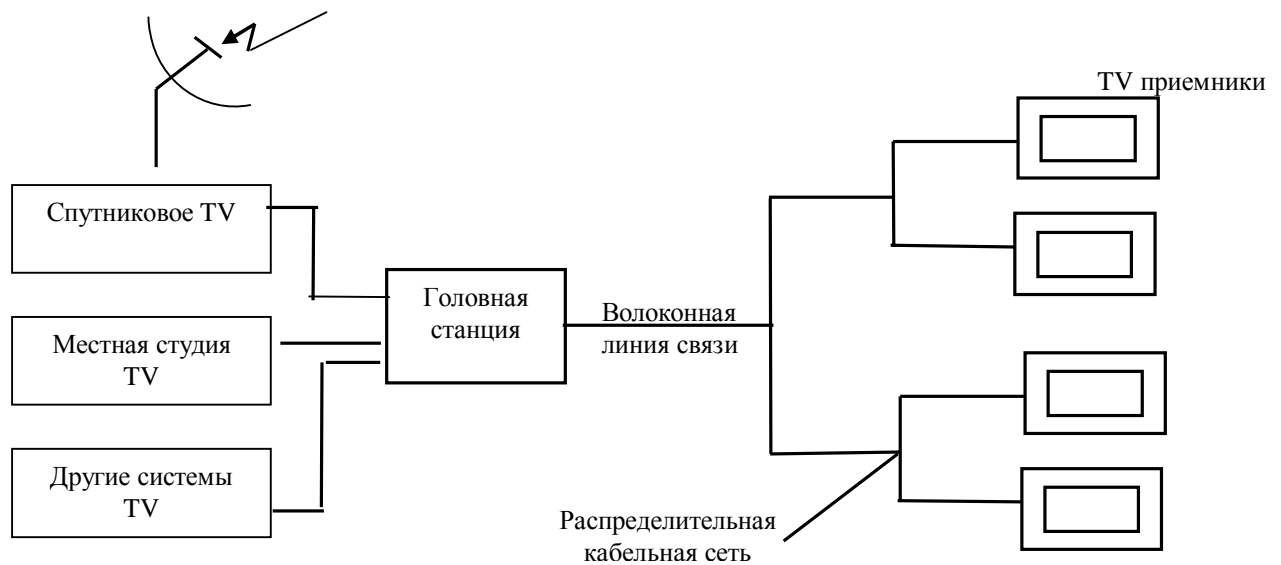 TV приемники
Спутниковое TV
Головная
станция
Волоконная
линия связи
Местная студия
TV
Другие системы
TV
Распределительная
кабельная сеть